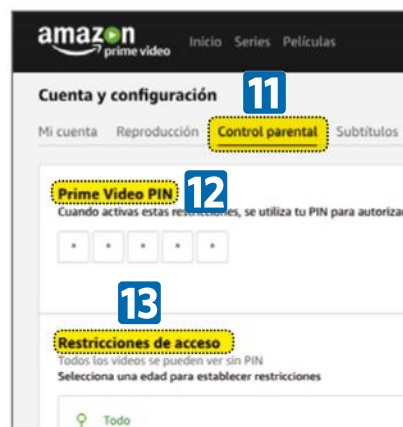 amazon
prime video
Inicio Series Películas
Cuenta y configuración
11
Mi cuenta Reproducción Control parental Subtítulos
Prime Video PIN
12
Cuando activas estas restricciones, se utiliza tu PIN para autorizar
* * * * *
13
Restricciones de acceso
Todos los vídeos se pueden ver sin PIN
Selecciona una edad para establecer restricciones
Todo